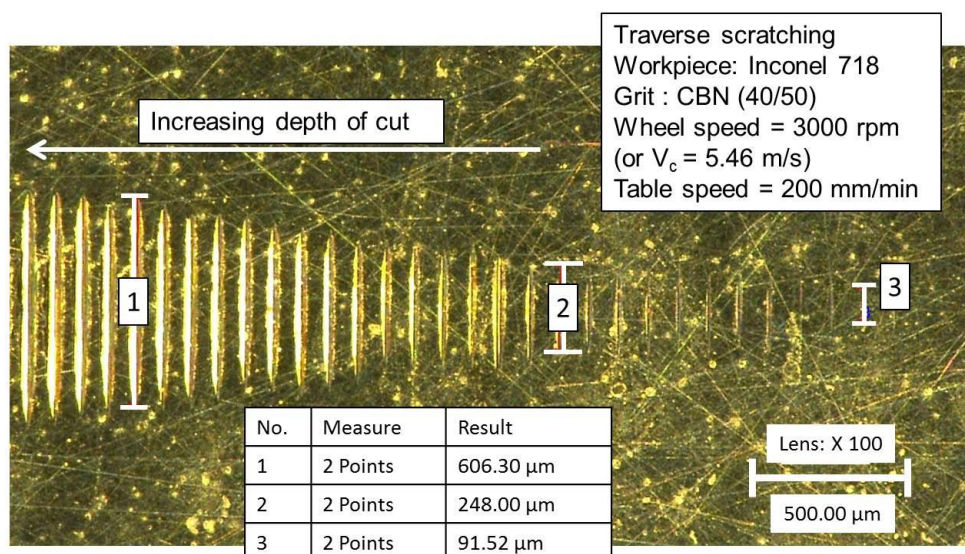 Traverse scratching
Workpiece: Inconel 718
Grit : CBN (40/50)
Wheel speed = 3000 rpm
(or Vc = 5.46 m/s)
Table speed = 200 mm/min
Increasing depth of cut
1
2
3
No. Measure Result
1 2 Points 606.30 μm
2 2 Points 248.00 μm
3 2 Points 91.52 μm
Lens: X 100
500.00 μm